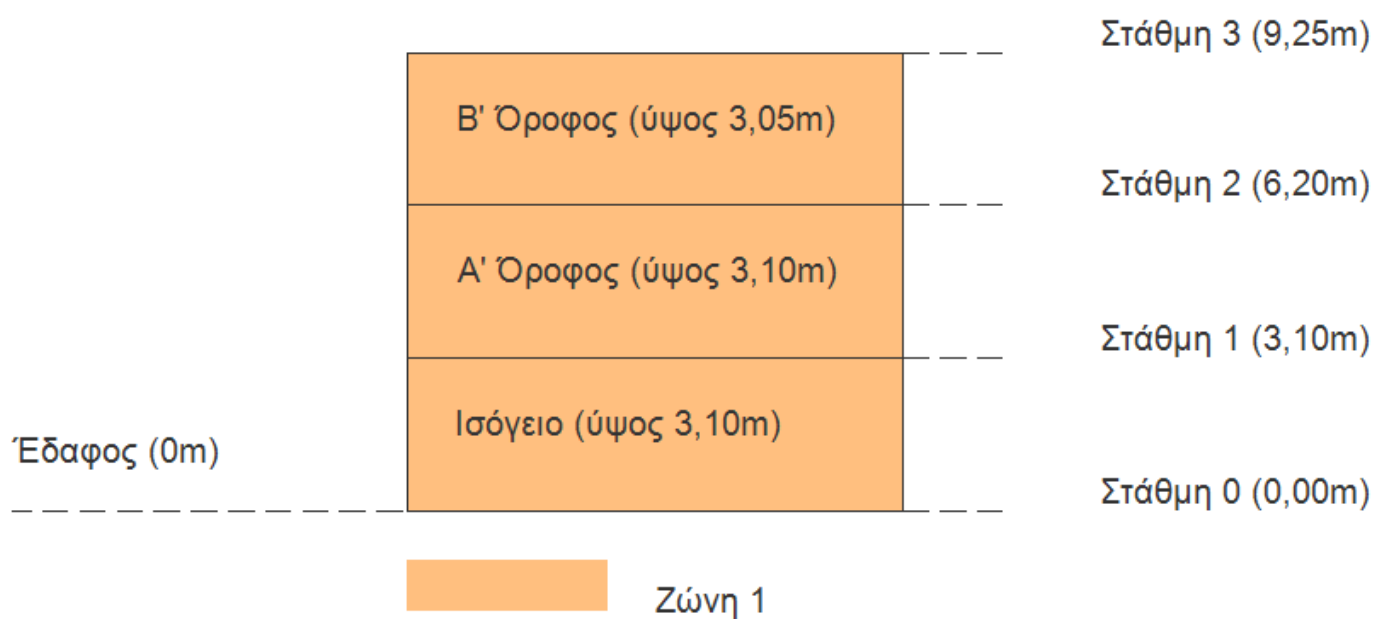 Στάθμη 3 (9,25m)
Β' Όροφος (ύψος 3,05m)
Στάθμη 2 (6,20m)
Α' Όροφος (ύψος 3,10m)
Στάθμη 1 (3,10m)
Ισόγειο (ύψος 3,10m)
Έδαφος (0m)
Στάθμη 0 (0,00m)
Ζώνη 1